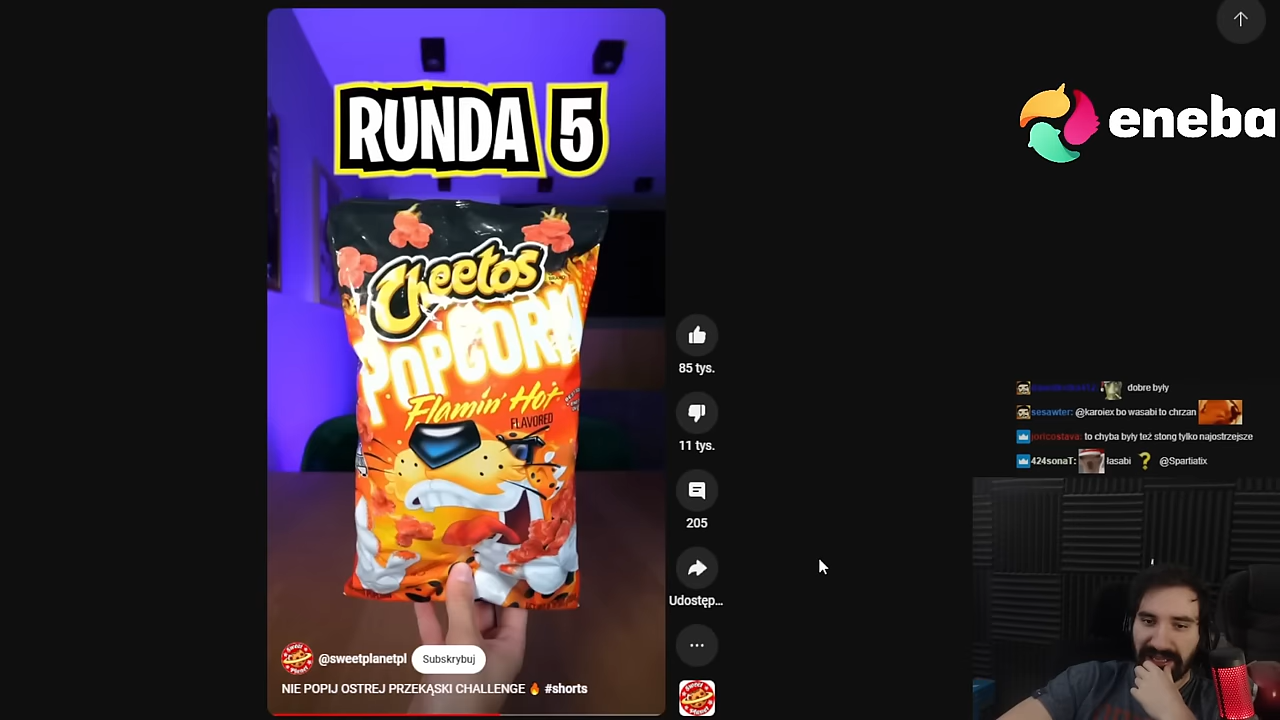 RUNDA 5
Cheetos
POPCORN
Flamin' Hot
FLAVORED
eneba
85 tys.
11 tys.
205
Udostęp...
dobre były
sesawter: @karoiex bo wasabi to chrzan
to chyba były też stong tylko najostrzejsze
424sonaT: łasabi ? @Spartiatix
@sweetplanetpl Subskrybuj
NIE POPIJ OSTREJ PRZEKĄSKI CHALLENGE 🔥 #shorts